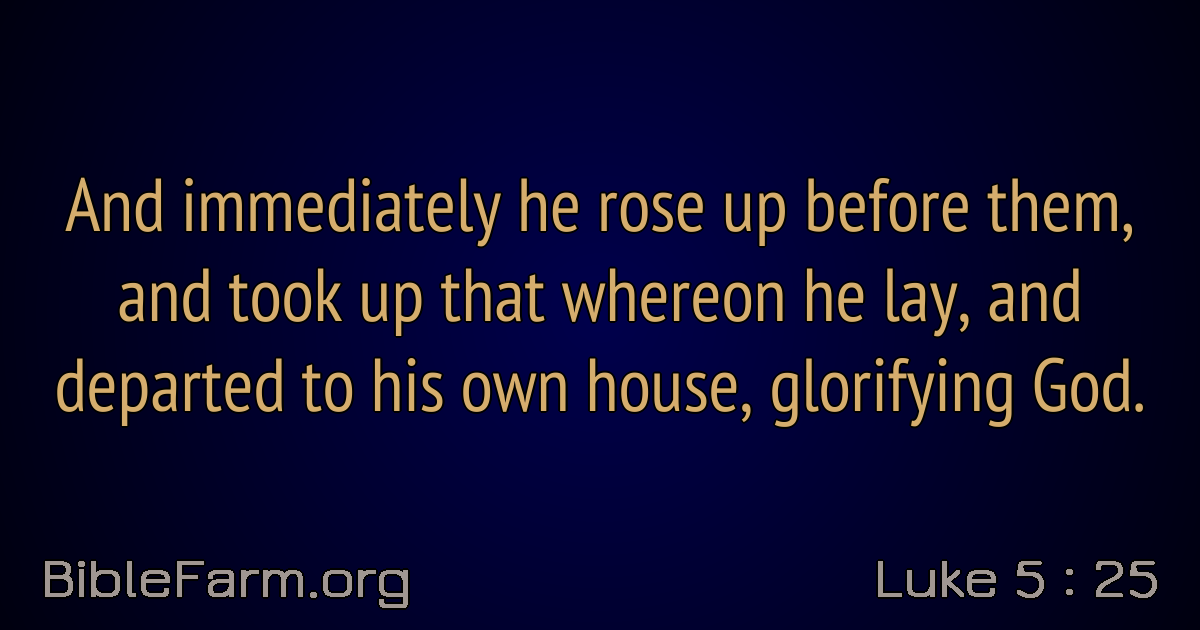 And immediately he rose up before them,
and took up that whereon he lay, and
departed to his own house, glorifying God.
BibleFarm.org
Luke 5 : 25